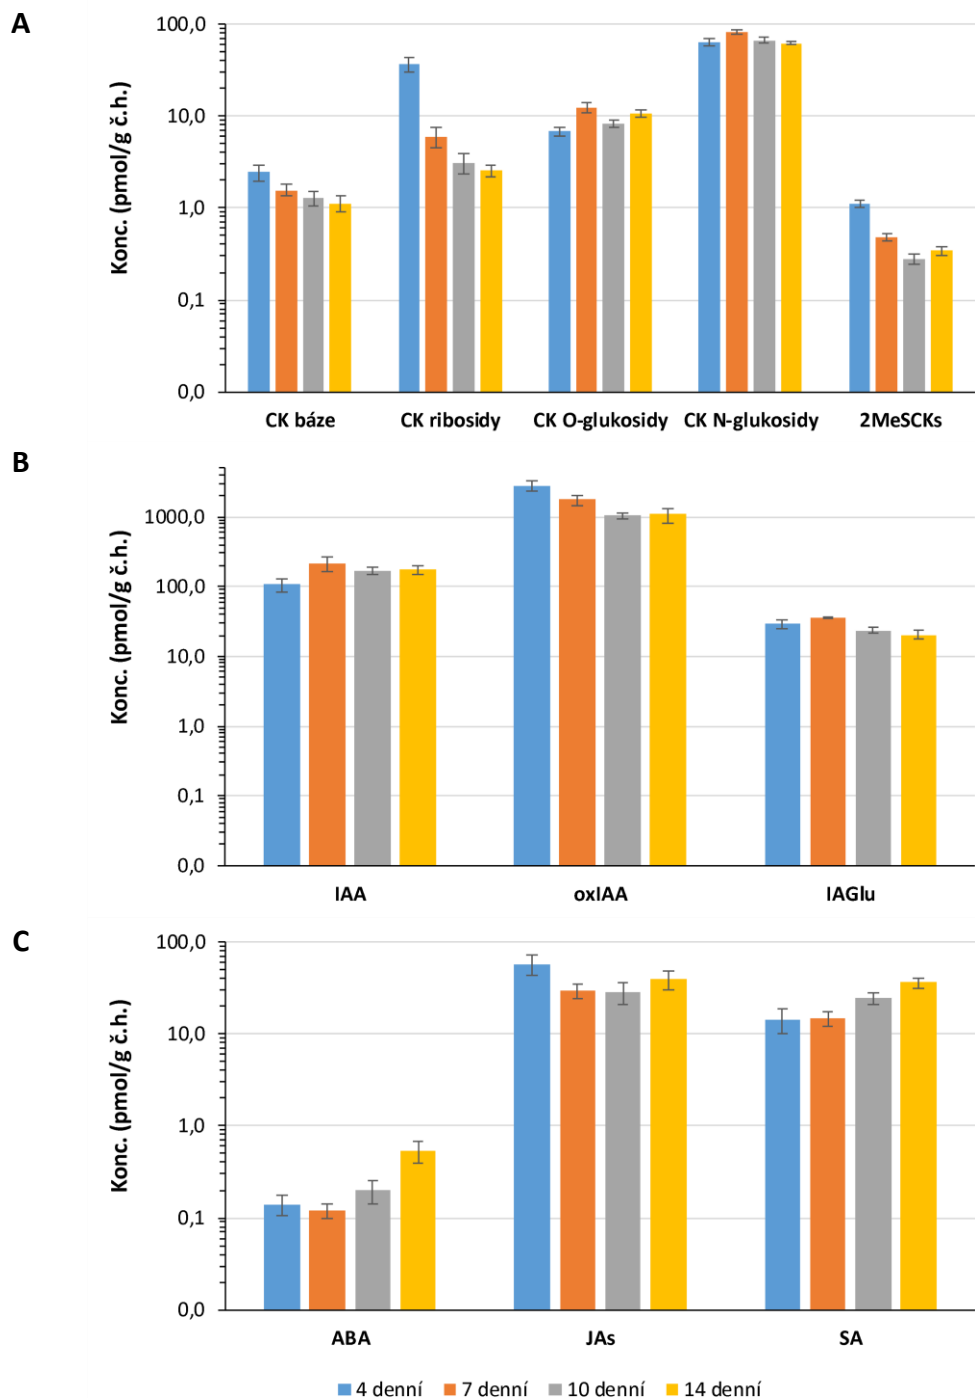 A
Konc. (pmol/g č.h.)
100,0
10,0
1,0
0,1
0,0
CK báze CK ribosidy CK O-glukosidy CK N-glukosidy 2MeSCKs
B
Konc. (pmol/g č.h.)
1000,0
100,0
10,0
1,0
0,1
0,0
IAA oxIAA IAGlu
C
Konc. (pmol/g č.h.)
100,0
10,0
1,0
0,1
0,0
ABA JAs SA
4 denní 7 denní 10 denní 14 denní